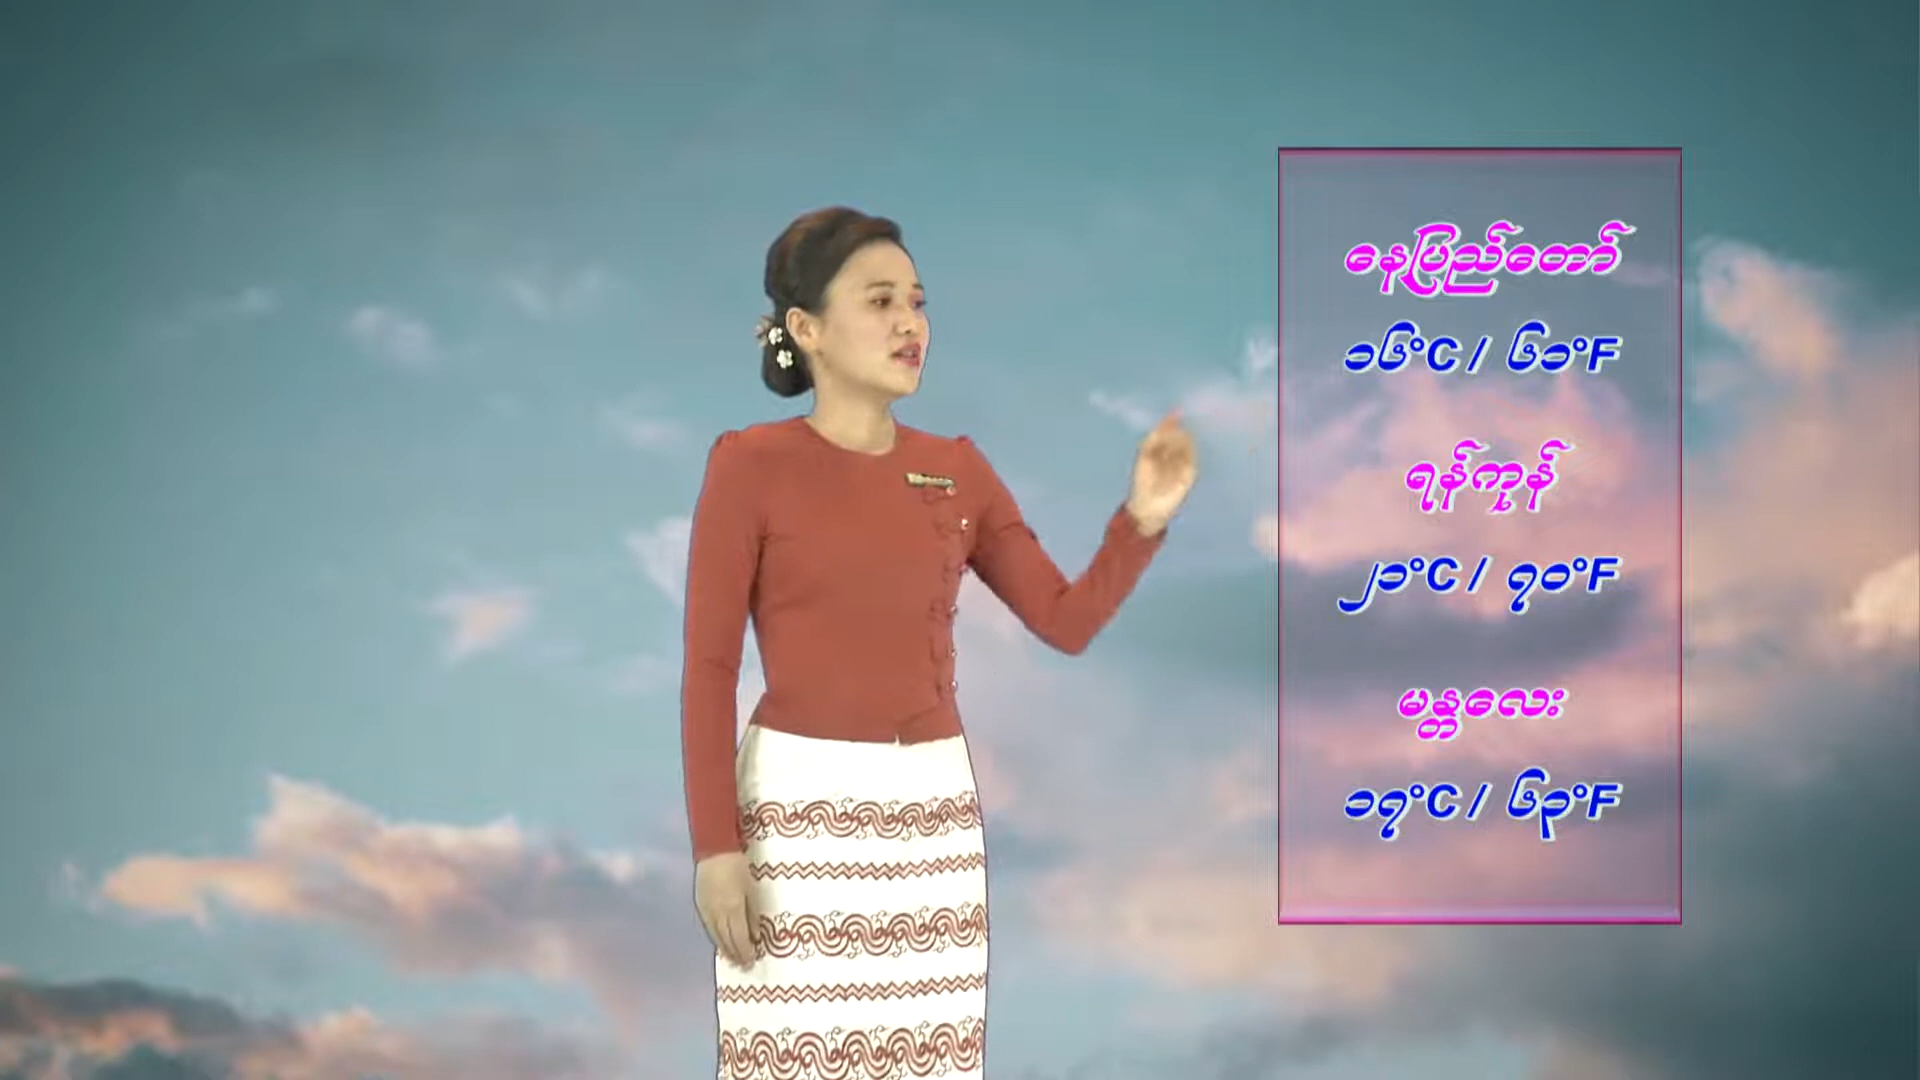 နေပြည်တော်
၁၆°C / ၆၁°F
ရန်ကုန်
၂၁°C / ၇၀°F
မန္တလေး
၁၇°C / ၆၃°F